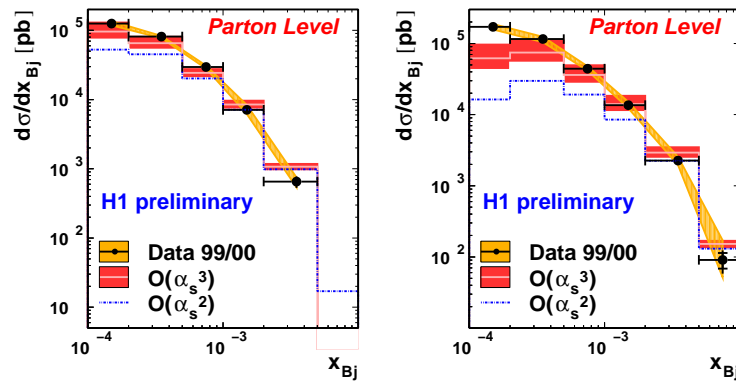 Parton Level
dσ/dx_Bj [pb]
10^5
10^4
10^3
10^2
10
H1 preliminary
Data 99/00
O(α_s^3)
O(α_s^2)
10^-4
10^-3
x_Bj
Parton Level
dσ/dx_Bj [pb]
10^5
10^4
10^3
10^2
H1 preliminary
Data 99/00
O(α_s^3)
O(α_s^2)
10^-4
10^-3
x_Bj